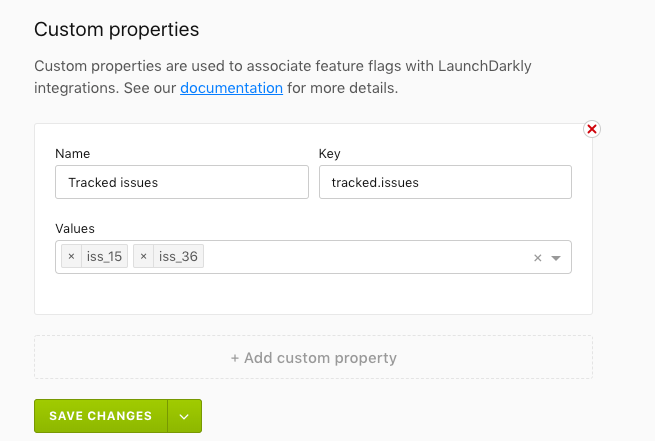 Custom properties
Custom properties are used to associate feature flags with LaunchDarkly
integrations. See our documentation for more details.
Name
Key
Tracked issues
tracked.issues
Values
× iss_15 × iss_36 ×
+ Add custom property
SAVE CHANGES